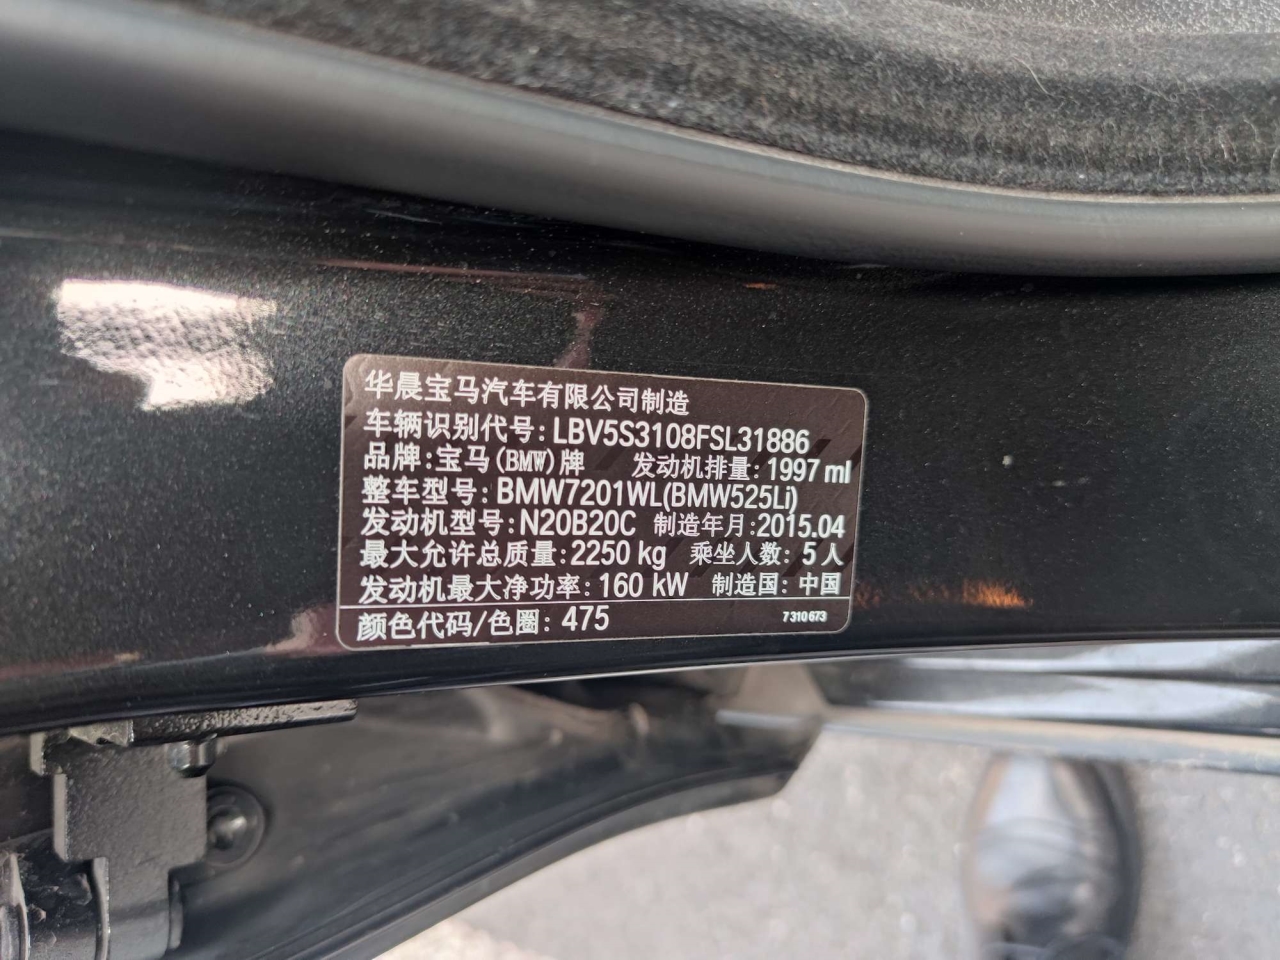 华晨宝马汽车有限公司制造
车辆识别代号:LBV5S3108FSL31886
品牌:宝马(BMW)牌 发动机排量:1997 ml
整车型号:BMW7201WL(BMW525Li)
发动机型号:N20B20C 制造年月:2015.04
最大允许总质量:2250 kg 乘坐人数: 5 人
发动机最大净功率: 160 kW 制造国: 中国
颜色代码/色圈: 475 7310673